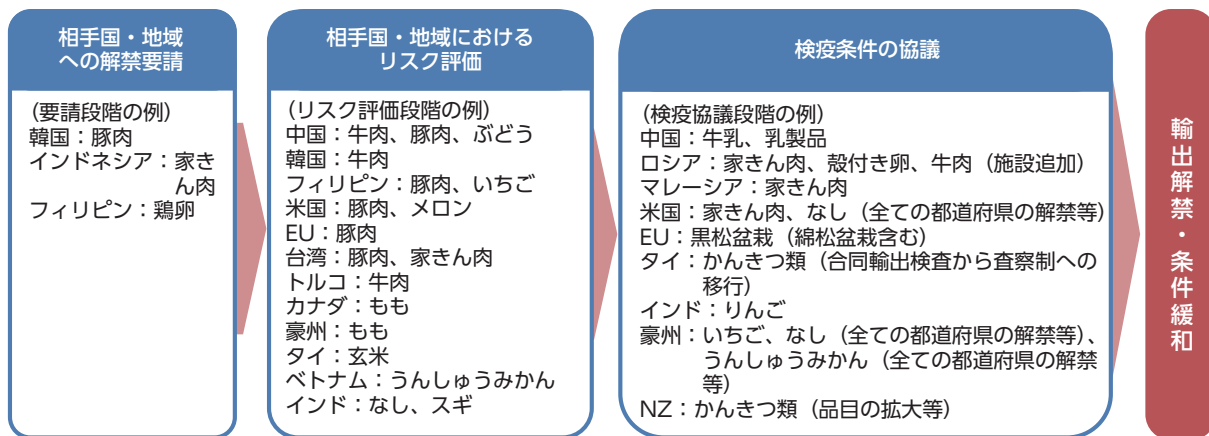 相手国・地域
への解禁要請
(要請段階の例)
韓国：豚肉
インドネシア：家き
ん肉
フィリピン：鶏卵
相手国・地域における
リスク評価
(リスク評価段階の例)
中国：牛肉、豚肉、ぶどう
韓国：牛肉
フィリピン：豚肉、いちご
米国：豚肉、メロン
EU：豚肉
台湾：豚肉、家きん肉
トルコ：牛肉
カナダ：もも
豪州：もも
タイ：玄米
ベトナム：うんしゅうみかん
インド：なし、スギ
検疫条件の協議
(検疫協議段階の例)
中国：牛乳、乳製品
ロシア：家きん肉、殻付き卵、牛肉（施設追加）
マレーシア：家きん肉
米国：家きん肉、なし（全ての都道府県の解禁等）
EU：黒松盆栽（錦松盆栽含む）
タイ：かんきつ類（合同輸出検査から査察制への
移行）
インド：りんご
豪州：いちご、なし（全ての都道府県の解禁等）、
うんしゅうみかん（全ての都道府県の解禁
等）
NZ：かんきつ類（品目の拡大等）
輸出解禁・条件緩和